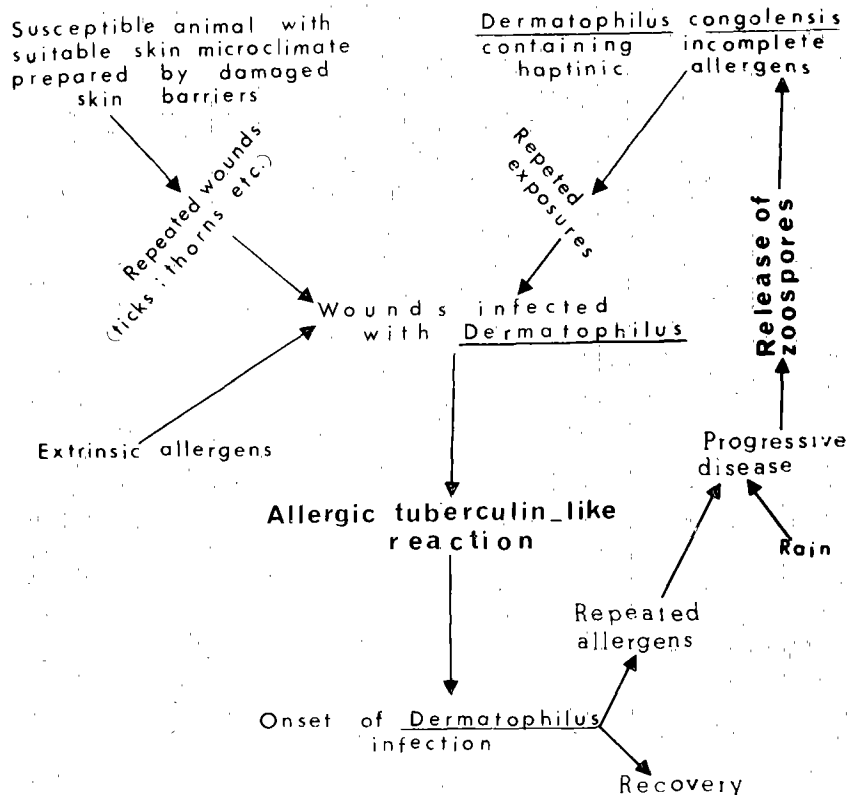 Susceptible animal with
suitable skin microclimate
prepared by damaged
skin barriers
Dermatophilus congolensis
containing incomplete
haptinic allergens
Repeated wounds
(ticks ; thorns etc.)
Repeted
exposures
Release of
zoospores
Wounds infected
with Dermatophilus
Extrinsic allergens
Progressive
disease
Allergic tuberculin_like
reaction
Rain
Repeated
allergens
Onset of Dermatophilus
infection
Recovery